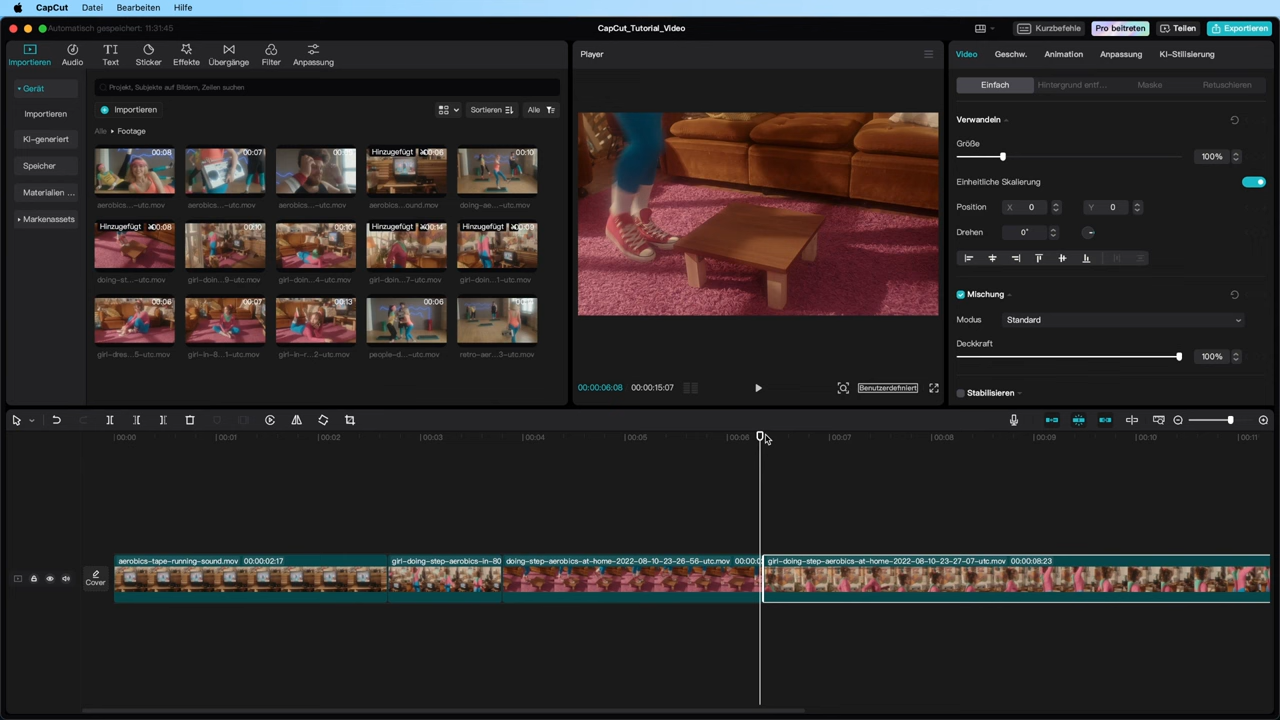 CapCut Datei Bearbeiten Hilfe
Automatisch gespeichert: 11:31:45
CapCut_Tutorial_Video
Kurzbefehle
Pro beitreten
Teilen
Exportieren
Importieren Audio Text Sticker Effekte Übergänge Filter Anpassung
Gerät
Importieren
KI-generiert
Speicher
Materialien ...
Markenassets
Projekt, Subjekte auf Bildern, Zeilen suchen
Importieren
Sortieren
Alle
Alle Footage
00:08 00:07 Hinzugefügt 00:06 00:10
aerobics...-utc.mov aerobics...-utc.mov aerobics...-utc.mov aerobics...ound.mov doing-ae...-utc.mov
Hinzugefügt 00:08 00:10 00:10 Hinzugefügt 00:14 Hinzugefügt 00:09
doing-st...-utc.mov girl-doin...9-utc.mov girl-doin...4-utc.mov girl-doin...7-utc.mov girl-doin...1-utc.mov
00:08 00:07 00:13 00:06
girl-dres...5-utc.mov girl-in-8...1-utc.mov girl-in-r...2-utc.mov people-d...-utc.mov retro-aer...3-utc.mov
Player
00:00:06:08 00:00:15:07
Benutzerdefiniert
Video Geschw. Animation Anpassung KI-Stilisierung
Einfach Hintergrund entf... Maske Retuschieren
Verwandeln
Größe
100%
Einheitliche Skalierung
Position X 0 Y 0
Drehen 0°
Mischung
Modus Standard
Deckkraft
100%
Stabilisieren
00:00 00:01 00:02 00:03 00:04 00:05 00:06 00:07 00:08 00:09 00:10 00:11
Cover
aerobics-tape-running-sound.mov 00:00:02:17
girl-doing-step-aerobics-in-80
doing-step-aerobics-at-home-2022-08-10-23-26-56-utc.mov 00:00:0
girl-doing-step-aerobics-at-home-2022-08-10-23-27-07-utc.mov 00:00:08:23